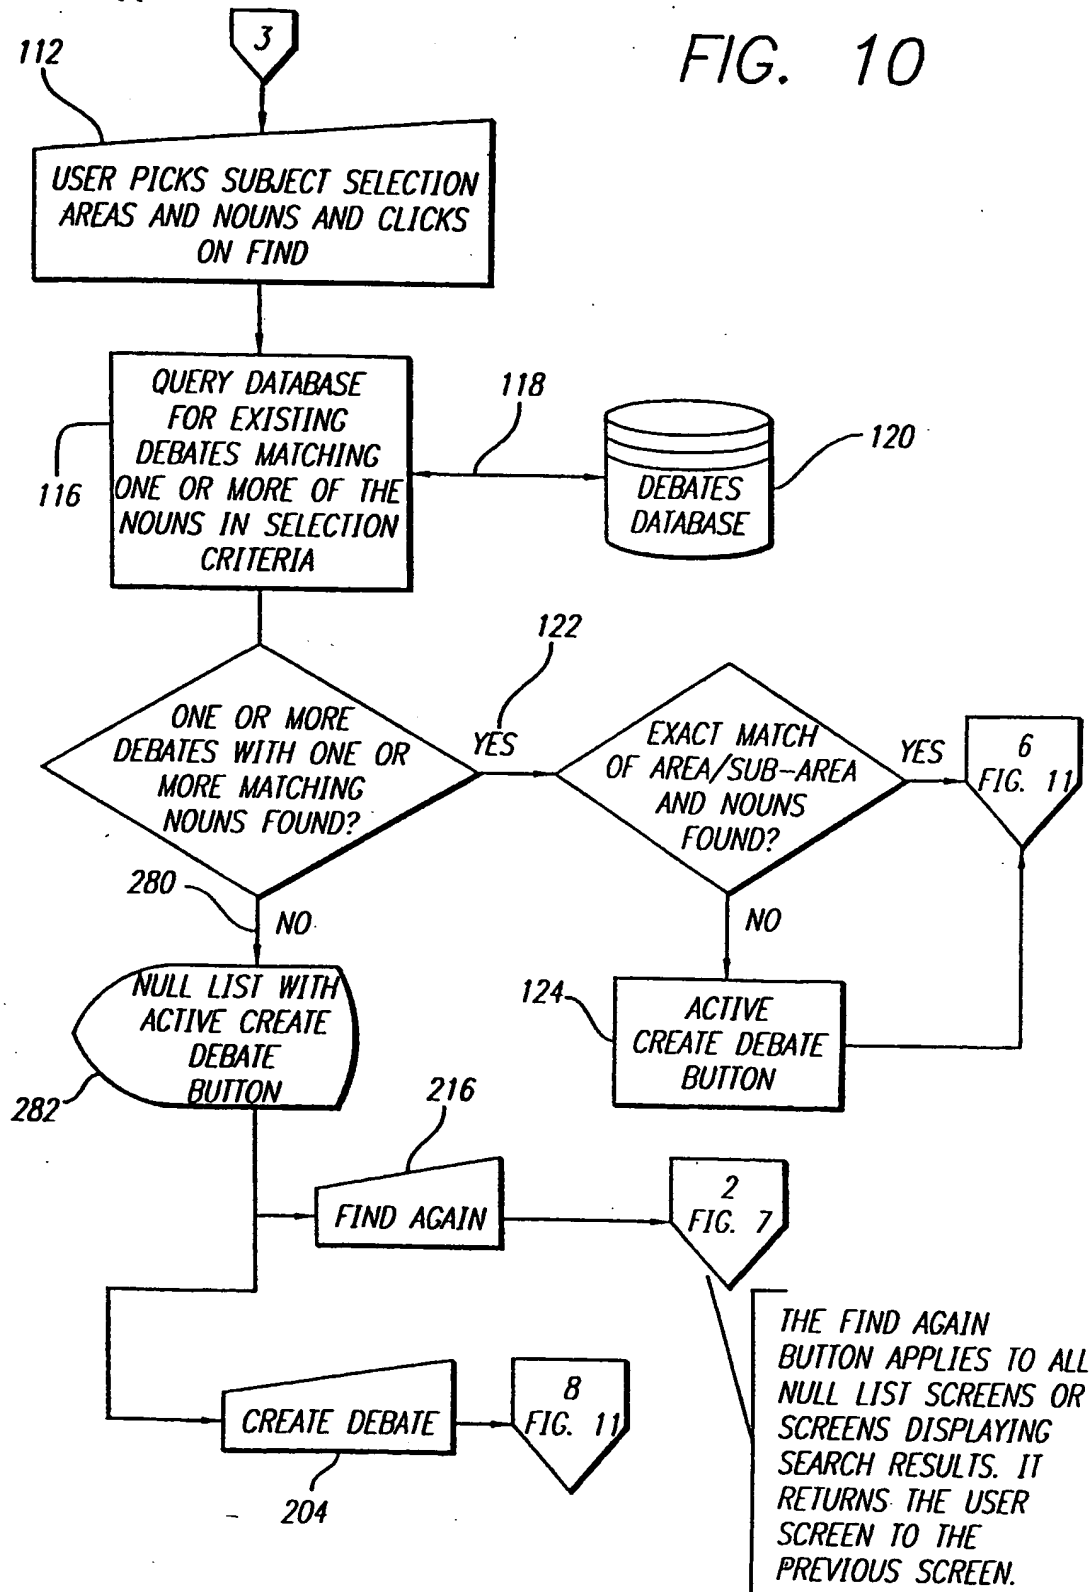 FIG. 10
3
112
USER PICKS SUBJECT SELECTION
AREAS AND NOUNS AND CLICKS
ON FIND
QUERY DATABASE
FOR EXISTING
DEBATES MATCHING
ONE OR MORE OF THE
NOUNS IN SELECTION
CRITERIA
116
118
DEBATES
DATABASE
120
ONE OR MORE
DEBATES WITH ONE OR
MORE MATCHING
NOUNS FOUND?
122
YES
EXACT MATCH
OF AREA/SUB-AREA
AND NOUNS
FOUND?
YES
6
FIG. 11
280
NO
NO
NULL LIST WITH
ACTIVE CREATE
DEBATE
BUTTON
282
124
ACTIVE
CREATE DEBATE
BUTTON
216
FIND AGAIN
2
FIG. 7
CREATE DEBATE
204
8
FIG. 11
THE FIND AGAIN
BUTTON APPLIES TO ALL
NULL LIST SCREENS OR
SCREENS DISPLAYING
SEARCH RESULTS. IT
RETURNS THE USER
SCREEN TO THE
PREVIOUS SCREEN.